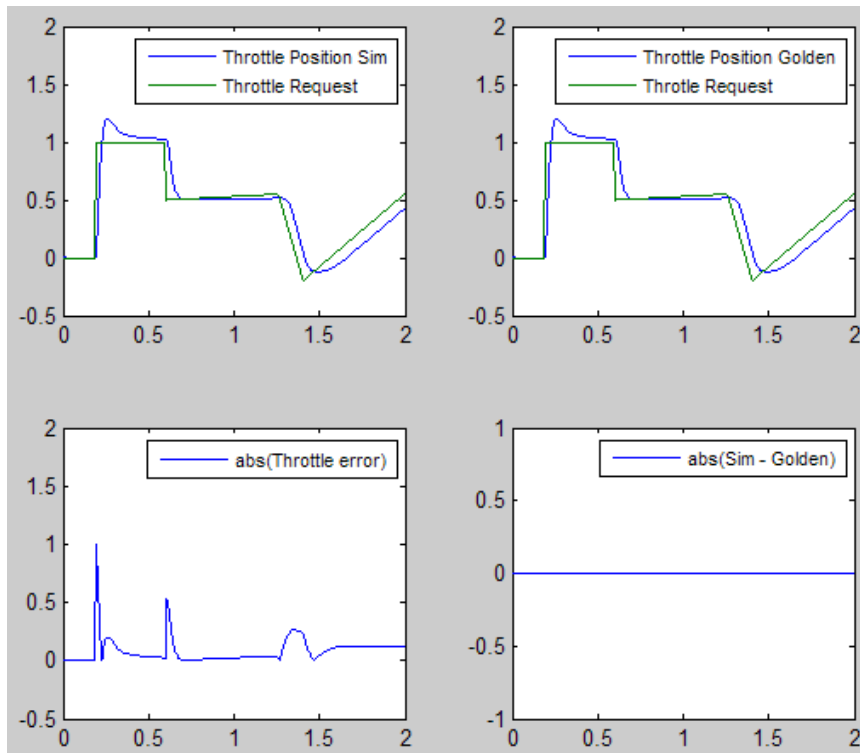 2
1.5
1
0.5
0
-0.5
0 0.5 1 1.5 2
Throttle Position Sim
Throttle Request
2
1.5
1
0.5
0
-0.5
0 0.5 1 1.5 2
Throttle Position Golden
Throtle Request
2
1.5
1
0.5
0
-0.5
0 0.5 1 1.5 2
abs(Throttle error)
1
0.5
0
-0.5
-1
0 0.5 1 1.5 2
abs(Sim - Golden)